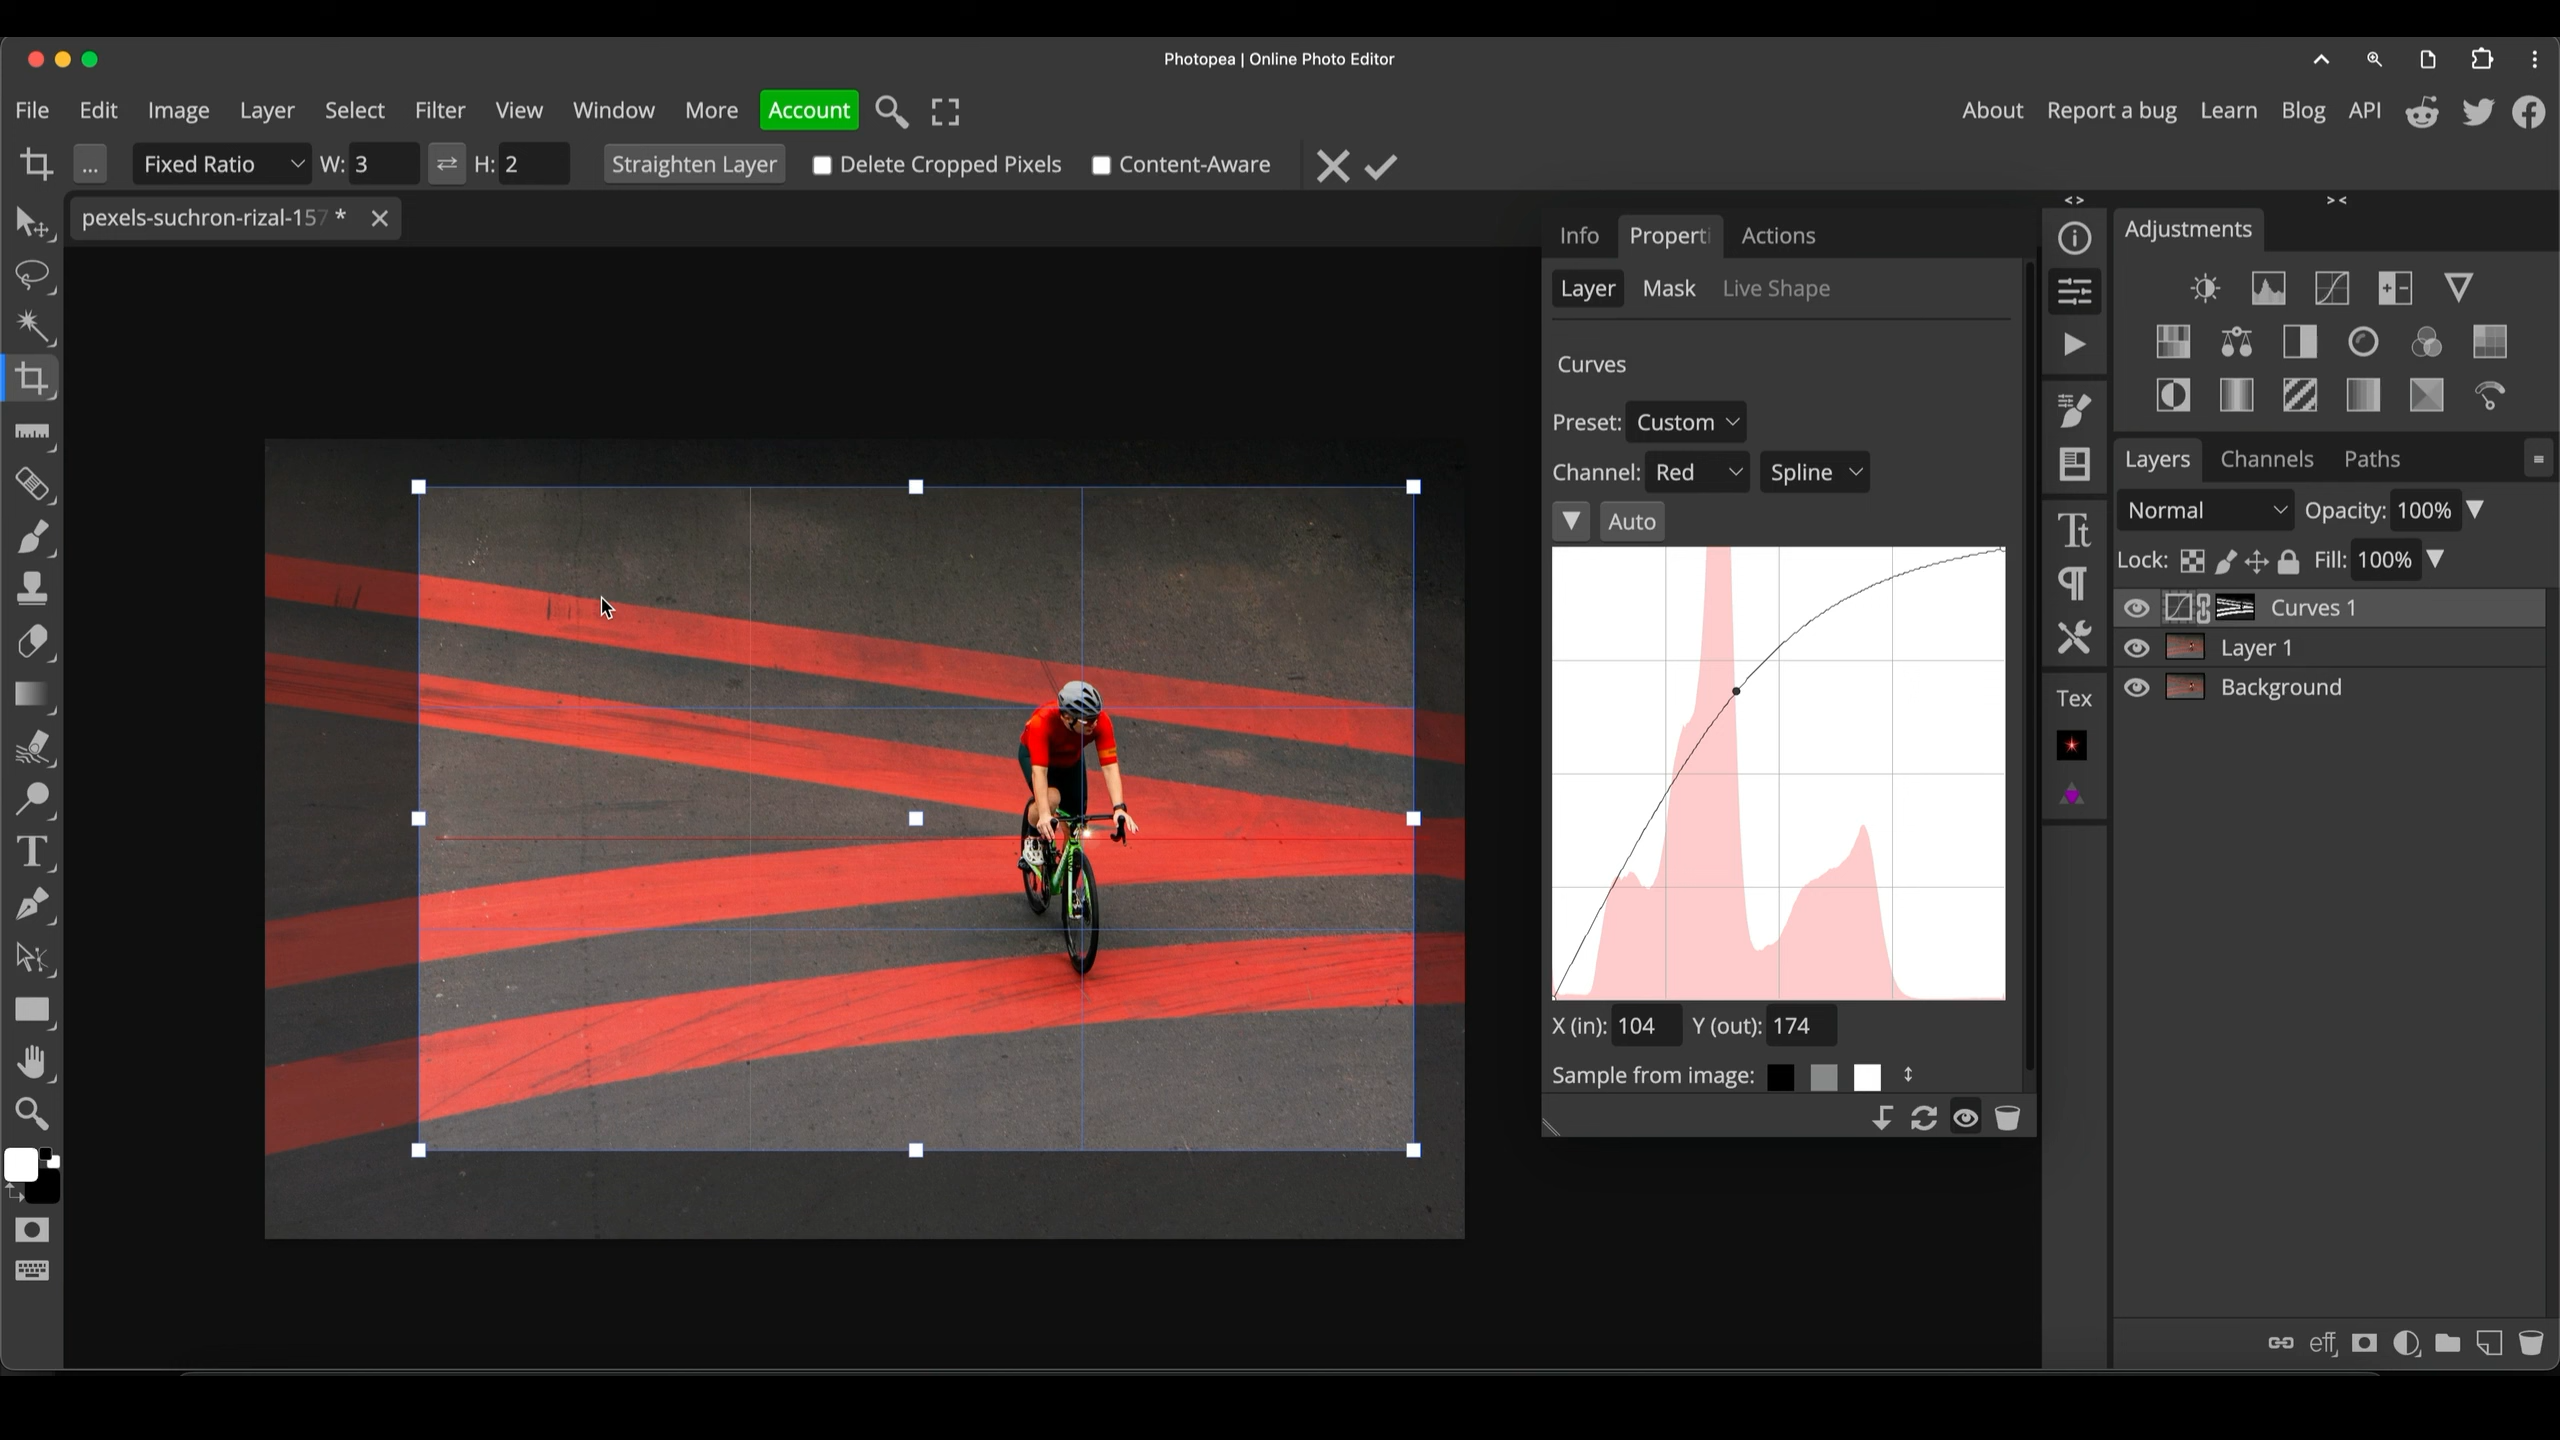 Photopea | Online Photo Editor
File Edit Image Layer Select Filter View Window More Account
About Report a bug Learn Blog API
... Fixed Ratio W: 3 H: 2 Straighten Layer Delete Cropped Pixels Content-Aware
pexels-suchron-rizal-157 *
Info Properti Actions
Layer Mask Live Shape
Curves
Preset: Custom
Channel: Red Spline
Auto
X (in): 104 Y (out): 174
Sample from image:
Tex
Adjustments
Layers Channels Paths
Normal Opacity: 100%
Lock: Fill: 100%
Curves 1
Layer 1
Background
eff